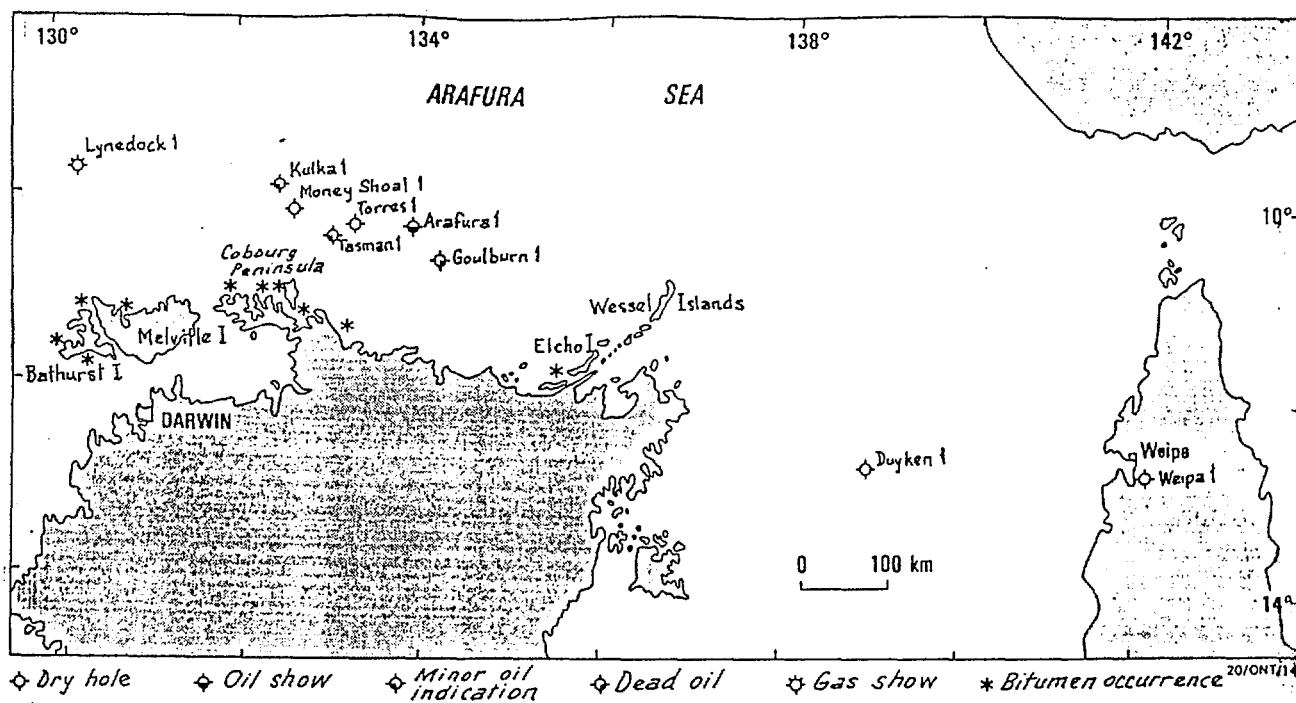 130°
134°
138°
142°
ARAFURA SEA
Lynedock 1
Kulka 1
Money Shoal 1
Torres 1
Arafura 1
Tasman 1
Goulburn 1
10°
Cobourg
Peninsula
Wessel Islands
Melville I
Elcho I
Bathurst I
DARWIN
Duyken 1
Weipa
Weipa 1
0 100 km
14°
Dry hole
Oil show
Minor oil
indication
Dead oil
Gas show
* Bitumen occurrence